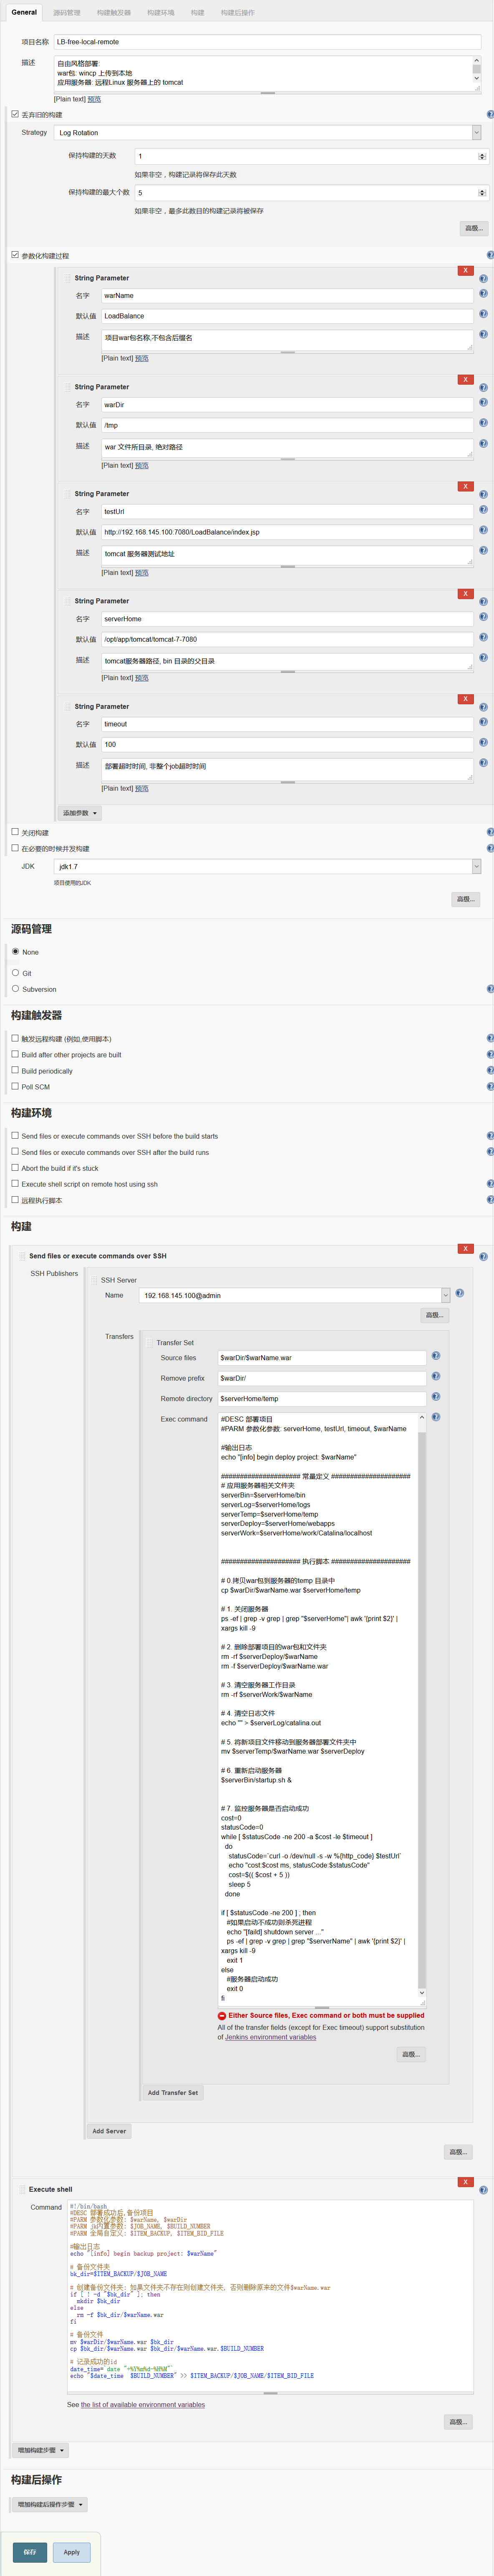 General 源码管理 构建触发器 构建环境 构建 构建后操作
项目名称 LB-free-local-remote
描述 自由风格部署:
war包: wincp 上传到本地
应用服务器: 远程Linux 服务器上的 tomcat
[Plain text] 预览
丢弃旧的构建
Strategy Log Rotation
保持构建的天数 1
如果非空，构建记录将保存此天数
保持构建的最大个数 5
如果非空，最多此数目的构建记录将被保存
高级...
参数化构建过程
X
String Parameter
名字 warName
默认值 LoadBalance
描述 项目war包名称,不包含后缀名
[Plain text] 预览
X
String Parameter
名字 warDir
默认值 /tmp
描述 war 文件所目录, 绝对路径
[Plain text] 预览
X
String Parameter
名字 testUrl
默认值 http://192.168.145.100:7080/LoadBalance/index.jsp
描述 tomcat 服务器测试地址
[Plain text] 预览
X
String Parameter
名字 serverHome
默认值 /opt/app/tomcat/tomcat-7-7080
描述 tomcat服务器路径, bin 目录的父目录
[Plain text] 预览
X
String Parameter
名字 timeout
默认值 100
描述 部署超时时间, 非整个job超时时间
[Plain text] 预览
添加参数
关闭构建
在必要的时候并发构建
JDK jdk1.7
项目使用的JDK
高级...
源码管理
None
Git
Subversion
构建触发器
触发远程构建 (例如,使用脚本)
Build after other projects are built
Build periodically
Poll SCM
构建环境
Send files or execute commands over SSH before the build starts
Send files or execute commands over SSH after the build runs
Abort the build if it's stuck
Execute shell script on remote host using ssh
远程执行脚本
构建
X
Send files or execute commands over SSH
SSH Publishers
SSH Server
Name 192.168.145.100@admin
高级...
Transfers
Transfer Set
Source files $warDir/$warName.war
Remove prefix $warDir/
Remote directory $serverHome/temp
Exec command #DESC 部署项目
#PARM 参数化参数: serverHome, testUrl, timeout, $warName
#输出日志
echo "[info] begin deploy project: $warName"
##################### 常量定义 #####################
# 应用服务器相关文件夹
serverBin=$serverHome/bin
serverLog=$serverHome/logs
serverTemp=$serverHome/temp
serverDeploy=$serverHome/webapps
serverWork=$serverHome/work/Catalina/localhost
##################### 执行脚本 #####################
# 0.拷贝war包到服务器的temp 目录中
cp $warDir/$warName.war $serverHome/temp
# 1. 关闭服务器
ps -ef | grep -v grep | grep "$serverHome"| awk '{print $2}' |
xargs kill -9
# 2. 删除部署项目的war包和文件夹
rm -rf $serverDeploy/$warName
rm -f $serverDeploy/$warName.war
# 3. 清空服务器工作目录
rm -rf $serverWork/$warName
# 4. 清空日志文件
echo "" > $serverLog/catalina.out
# 5. 将新项目文件移动到服务器部署文件夹中
mv $serverTemp/$warName.war $serverDeploy
# 6. 重新启动服务器
$serverBin/startup.sh &
# 7. 监控服务器是否启动成功
cost=0
statusCode=0
while [ $statusCode -ne 200 -a $cost -le $timeout ]
do
statusCode=`curl -o /dev/null -s -w %{http_code} $testUrl`
echo "cost:$cost ms, statusCode:$statusCode"
cost=$(( $cost + 5 ))
sleep 5
done
if [ $statusCode -ne 200 ] ; then
#如果启动不成功则杀死进程
echo "[faild] shutdown server ..."
ps -ef | grep -v grep | grep "$serverName" | awk '{print $2}' |
xargs kill -9
exit 1
else
#服务器启动成功
exit 0
fi
Either Source files, Exec command or both must be supplied
All of the transfer fields (except for Exec timeout) support substitution
of Jenkins environment variables
高级...
Add Transfer Set
Add Server
高级...
X
Execute shell
Command #!/bin/bash
#DESC 部署成功后,备份项目
#PARM 参数化参数: $warName, $warDir
#PARM jk内置参数: $JOB_NAME, $BUILD_NUMBER
#PARM 全局自定义: $ITEM_BACKUP, $ITEM_BID_FILE
#输出日志
echo "[info] begin backup project: $warName"
# 备份文件夹
bk_dir=$ITEM_BACKUP/$JOB_NAME
# 创建备份文件夹: 如果文件夹不存在则创建文件夹, 否则删除原来的文件$warName.war
if [ ! -d "$bk_dir" ]; then
mkdir $bk_dir
else
rm -f $bk_dir/$warName.war
fi
# 备份文件
mv $warDir/$warName.war $bk_dir
cp $bk_dir/$warName.war $bk_dir/$warName.war.$BUILD_NUMBER
# 记录成功的id
date_time=`date "+%Y%m%d-%H%M"`
echo "$date_time $BUILD_NUMBER" >> $ITEM_BACKUP/$JOB_NAME/$ITEM_BID_FILE
See the list of available environment variables
高级...
增加构建步骤
构建后操作
增加构建后操作步骤
保存 Apply